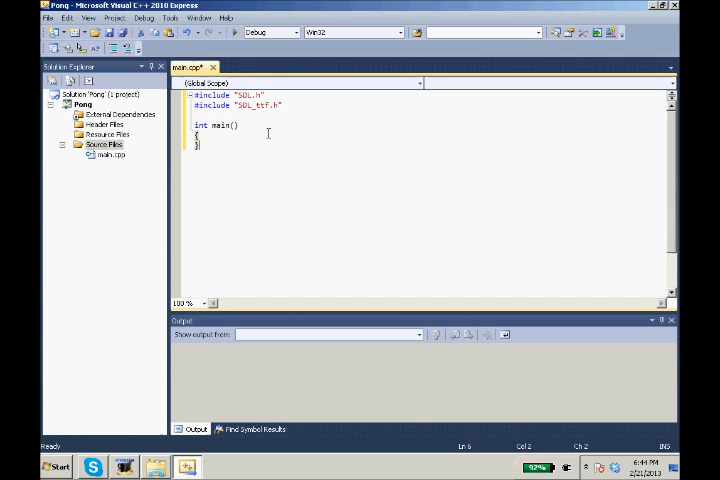 Pong - Microsoft Visual C++ 2010 Express
File Edit View Project Debug Tools Window Help
Debug Win32
Solution Explorer
main.cpp*
(Global Scope)
Solution 'Pong' (1 project)
Pong
External Dependencies
Header Files
Resource Files
Source Files
main.cpp
#include "SDL.h"
#include "SDL_ttf.h"
int main()
{
}
100 %
Output
Show output from:
Output Find Symbol Results
Ready Ln 6 Col 2 INS
Start 92% 6:44 PM
2/21/2013